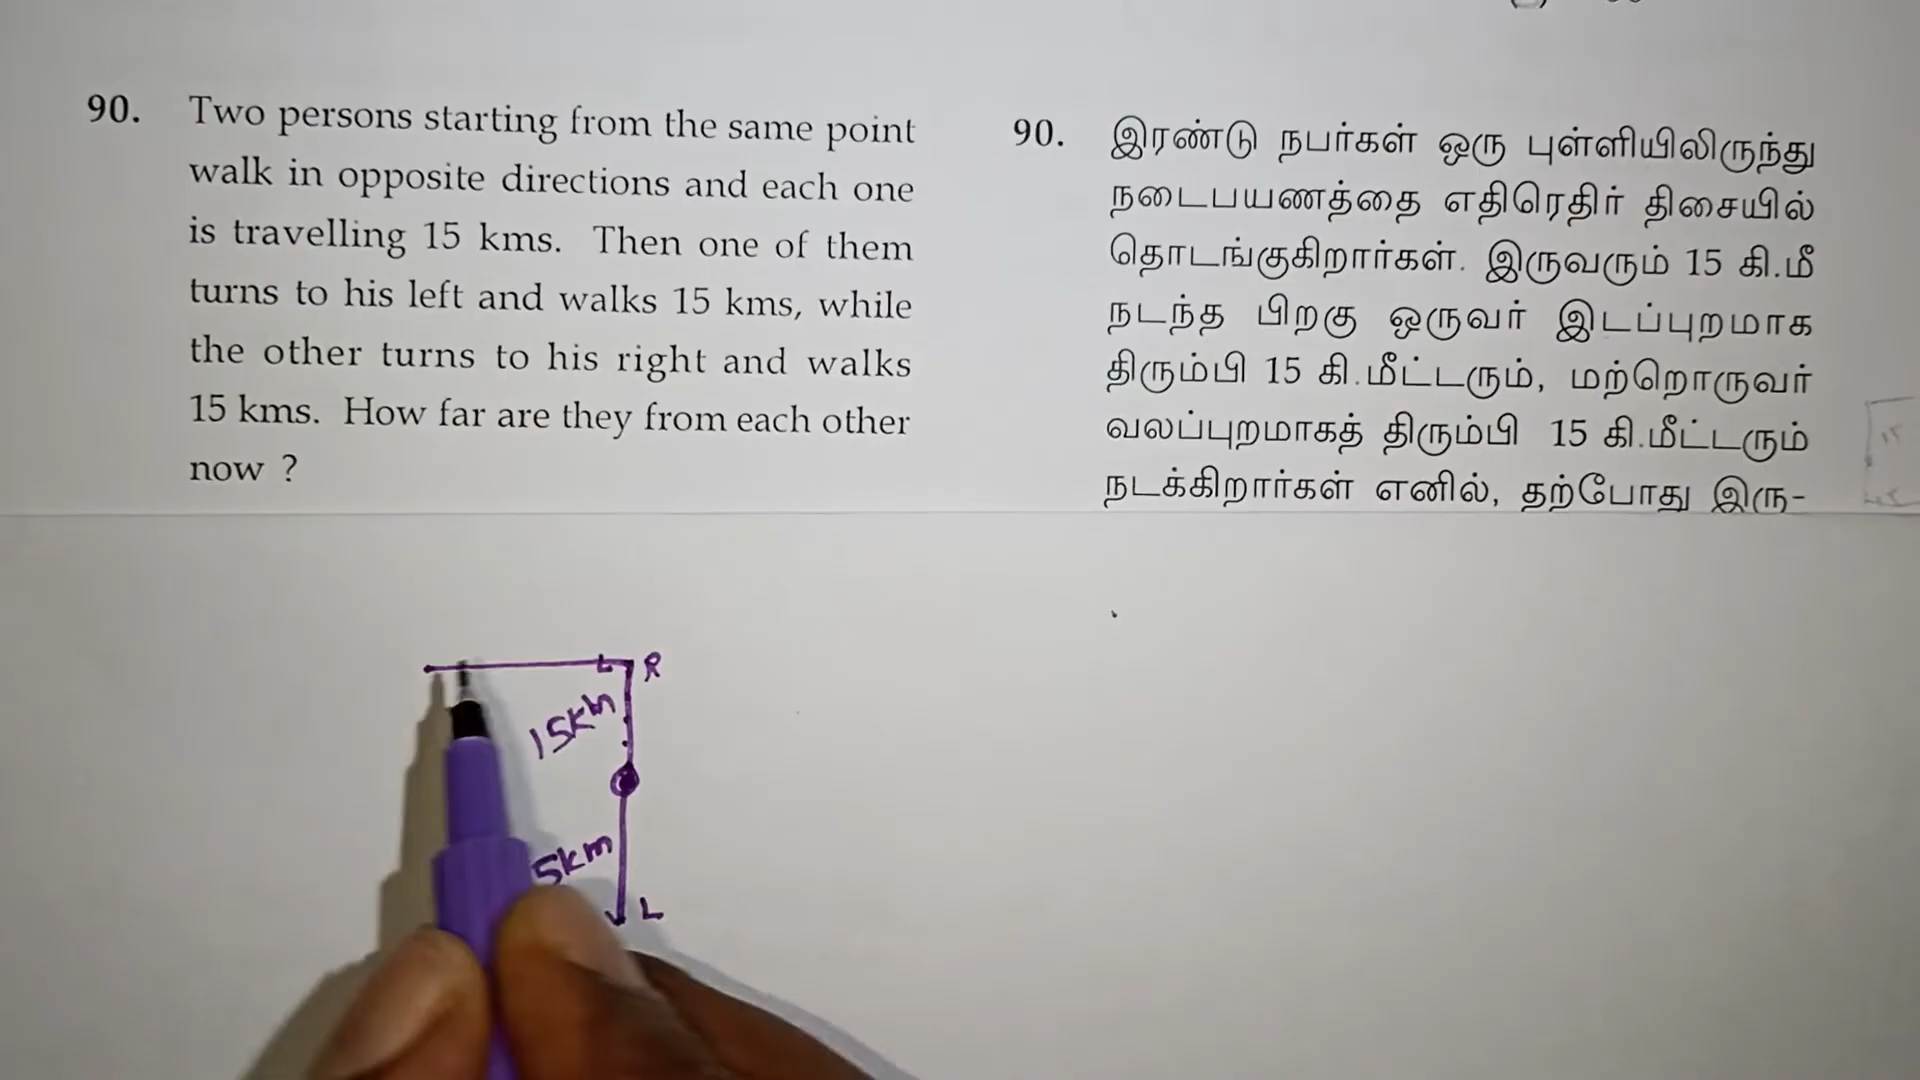 90. Two persons starting from the same point
walk in opposite directions and each one
is travelling 15 kms. Then one of them
turns to his left and walks 15 kms, while
the other turns to his right and walks
15 kms. How far are they from each other
now ?
90. இரண்டு நபர்கள் ஒரு புள்ளியிலிருந்து
நடைபயணத்தை எதிரெதிர் திசையில்
தொடங்குகிறார்கள். இருவரும் 15 கி.மீ
நடந்த பிறகு ஒருவர் இடப்புறமாக
திரும்பி 15 கி.மீட்டரும், மற்றொருவர்
வலப்புறமாகத் திரும்பி 15 கி.மீட்டரும்
நடக்கிறார்கள் எனில், தற்போது இரு-
L R
15km
5km
L